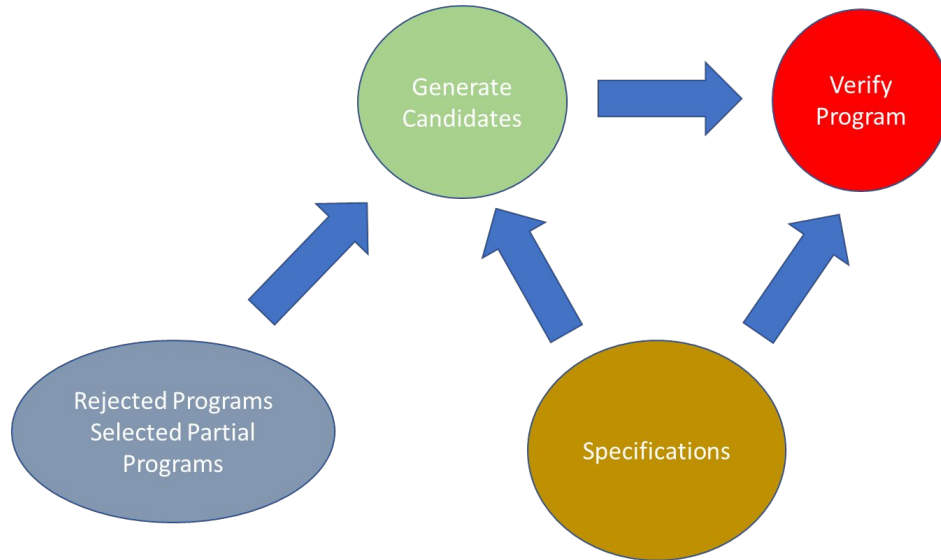 Generate
Candidates
Verify
Program
Rejected Programs
Selected Partial
Programs
Specifications